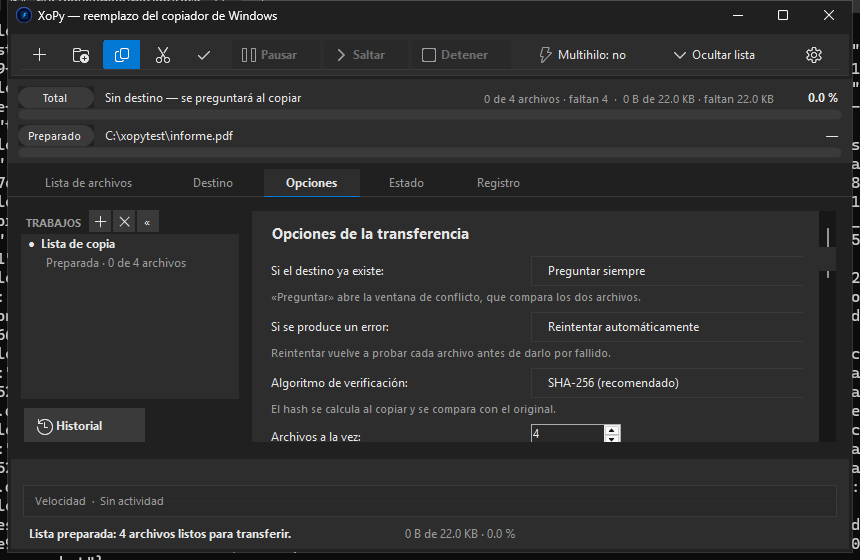 XoPy — reemplazo del copiador de Windows
Pausar Saltar Detener Multihilo: no Ocultar lista
Total Sin destino — se preguntará al copiar 0 de 4 archivos · faltan 4 · 0 B de 22.0 KB · faltan 22.0 KB 0.0 %
Preparado C:\xopytest\informe.pdf —
Lista de archivos Destino Opciones Estado Registro
TRABAJOS + × «
• Lista de copia
Preparada · 0 de 4 archivos
Historial
Opciones de la transferencia
Si el destino ya existe: Preguntar siempre
«Preguntar» abre la ventana de conflicto, que compara los dos archivos.
Si se produce un error: Reintentar automáticamente
Reintentar vuelve a probar cada archivo antes de darlo por fallido.
Algoritmo de verificación: SHA-256 (recomendado)
El hash se calcula al copiar y se compara con el original.
Archivos a la vez: 4
Velocidad · Sin actividad
Lista preparada: 4 archivos listos para transferir. 0 B de 22.0 KB · 0.0 %